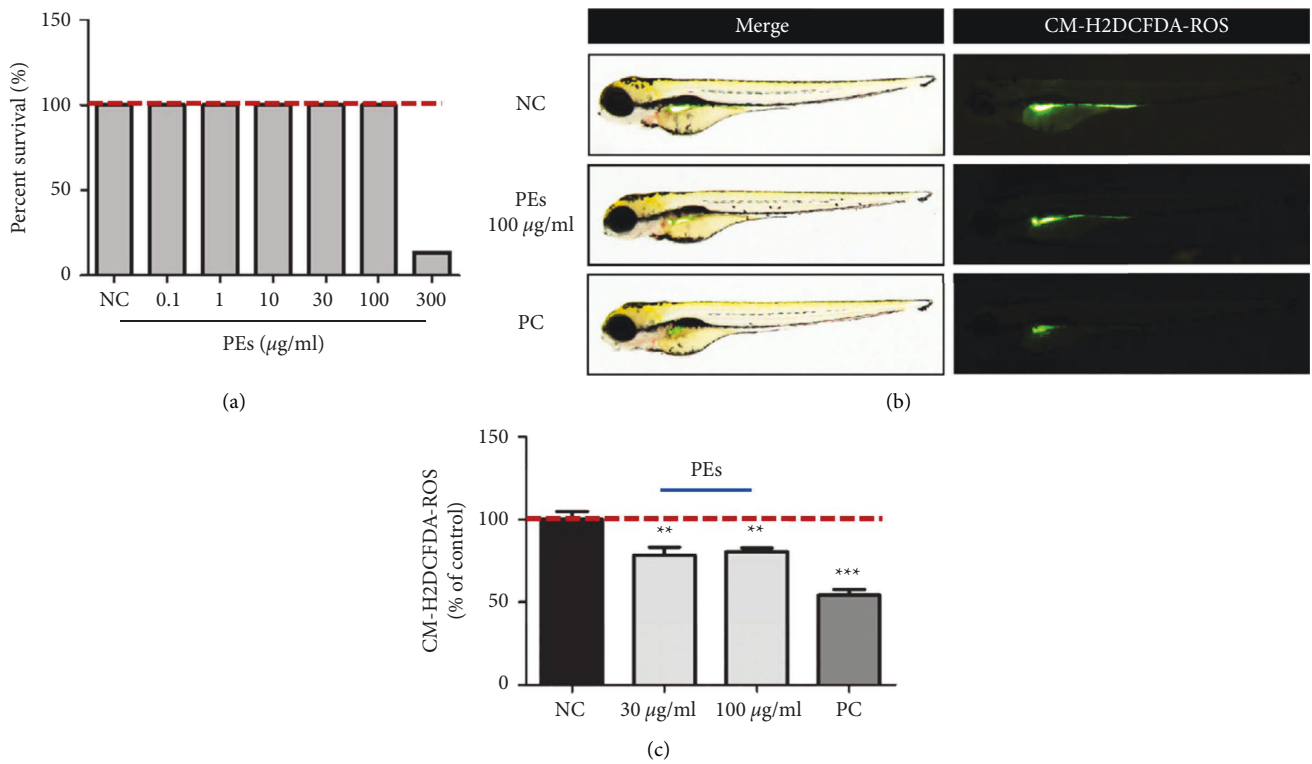 150
100
50
0
Percent survival (%)
NC 0.1 1 10 30 100 300
PEs (µg/ml)
(a)
Merge CM-H2DCFDA-ROS
NC
PEs
100 µg/ml
PC
(b)
150
100
50
0
CM-H2DCFDA-ROS
(% of control)
PEs
** ** ***
NC 30 µg/ml 100 µg/ml PC
(c)